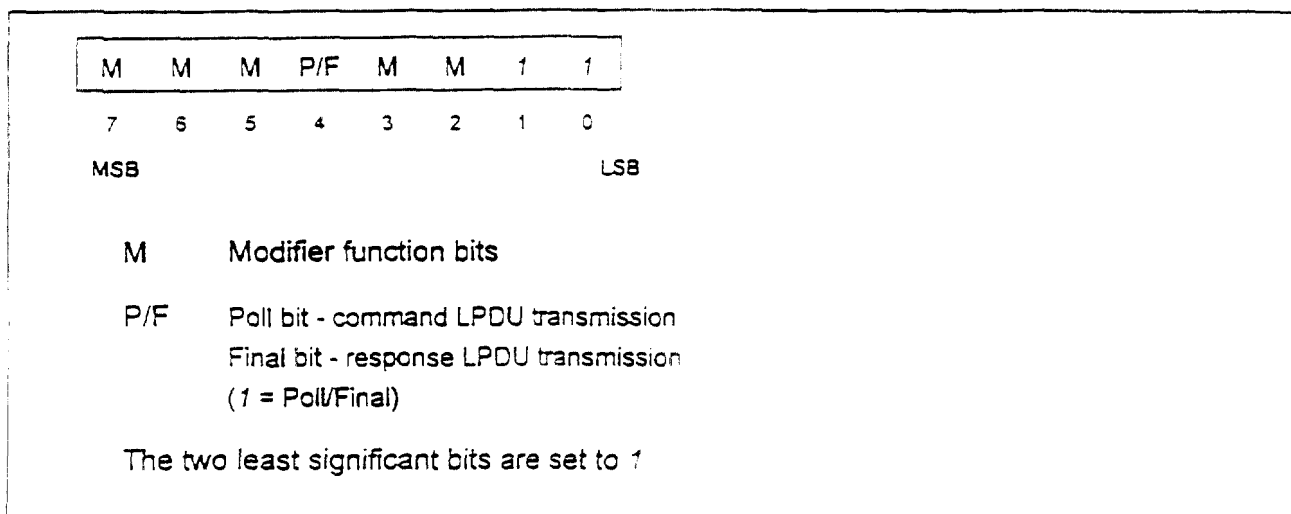 M M M P/F M M 1 1
7 6 5 4 3 2 1 0
MSB LSB
M Modifier function bits
P/F Poll bit - command LPDU transmission
Final bit - response LPDU transmission
(1 = Poll/Final)
The two least significant bits are set to 1